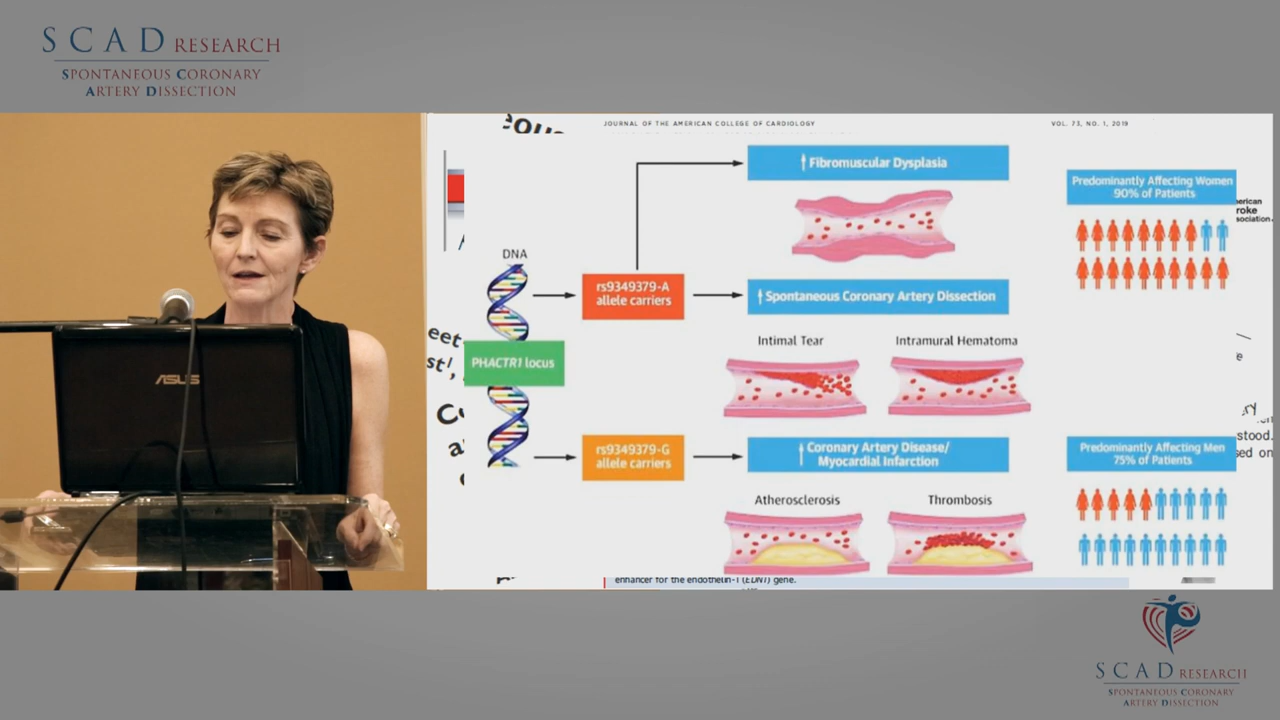 SCAD RESEARCH
SPONTANEOUS CORONARY
ARTERY DISSECTION
JOURNAL OF THE AMERICAN COLLEGE OF CARDIOLOGY
VOL. 73, NO. 1, 2019
Fibromuscular Dysplasia
Predominantly Affecting Women
90% of Patients
DNA
rs9349379-A
allele carriers
Spontaneous Coronary Artery Dissection
Intimal Tear
Intramural Hematoma
PHACTR1 locus
rs9349379-G
allele carriers
Coronary Artery Disease/
Myocardial Infarction
Predominantly Affecting Men
75% of Patients
Atherosclerosis
Thrombosis
enhancer for the endothelin-1 (EDN1) gene.
ASUS
SCAD RESEARCH
SPONTANEOUS CORONARY
ARTERY DISSECTION